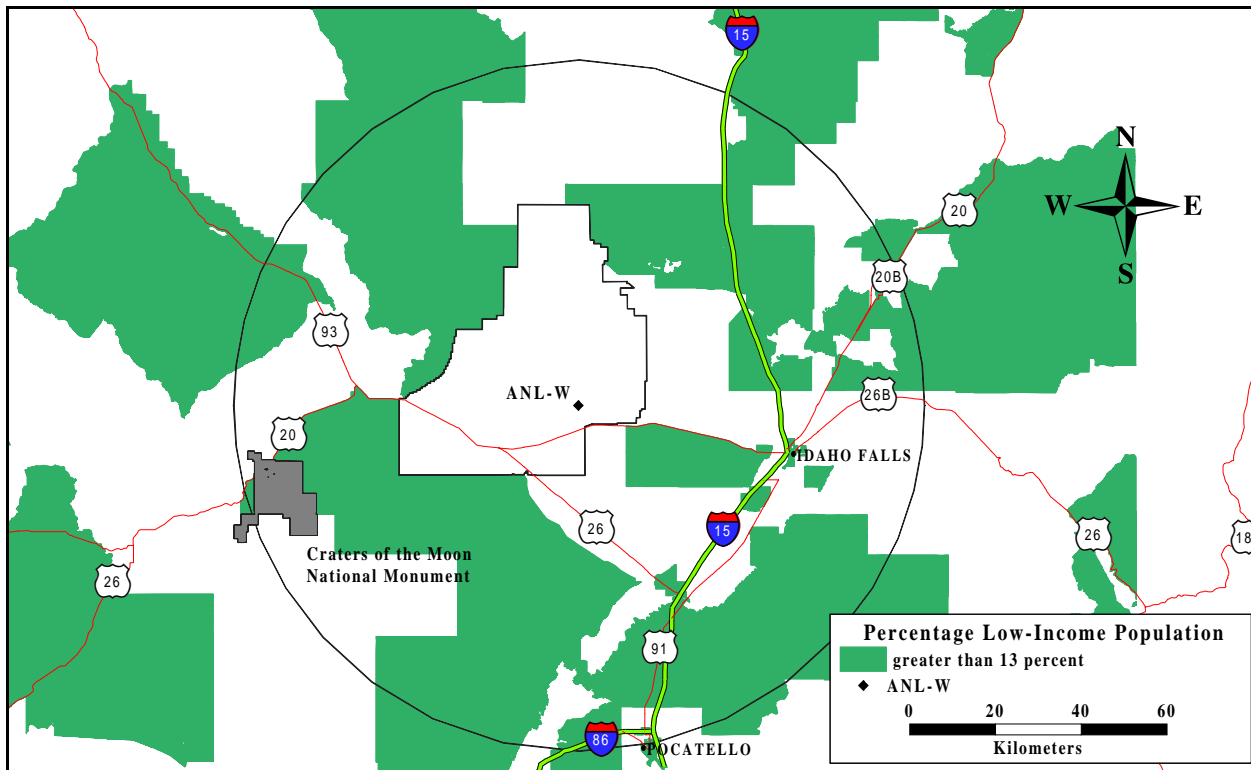 15
N
W E
S
20
20B
93
ANL-W
26B
20
IDAHO FALLS
26
15
26
18
Craters of the Moon
National Monument
26
91
86
POCATELLO
Percentage Low-Income Population
greater than 13 percent
ANL-W
0 20 40 60
Kilometers